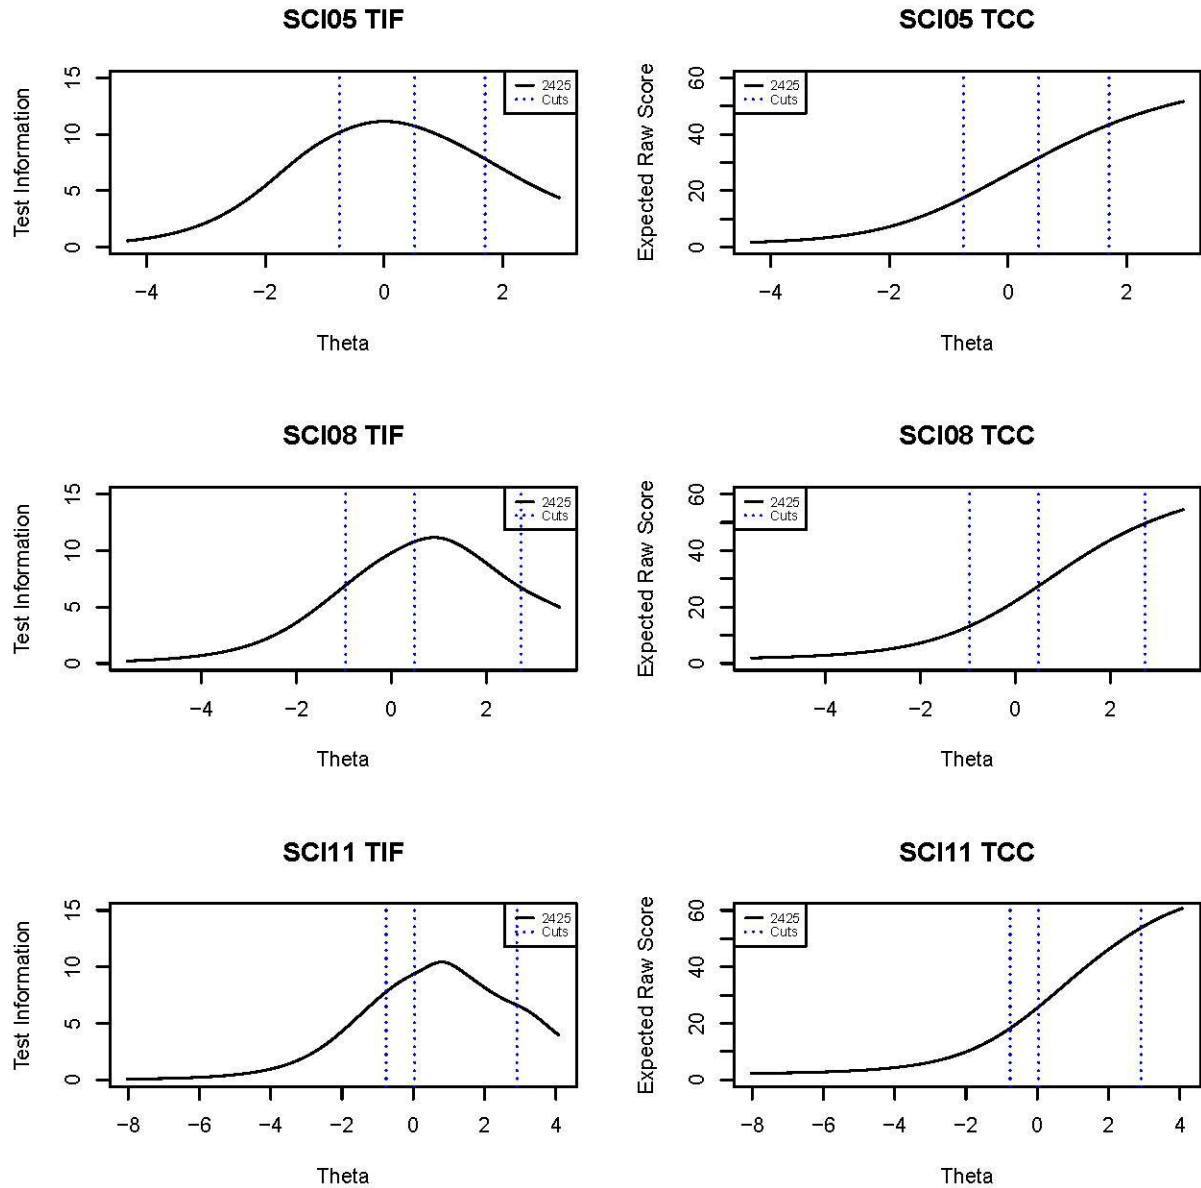 SCI05 TIF
Test Information
15
10
5
0
2425
Cuts
−4 −2 0 2
Theta
SCI05 TCC
Expected Raw Score
60
40
20
0
2425
Cuts
−4 −2 0 2
Theta
SCI08 TIF
Test Information
15
10
5
0
2425
Cuts
−4 −2 0 2
Theta
SCI08 TCC
Expected Raw Score
60
40
20
0
2425
Cuts
−4 −2 0 2
Theta
SCI11 TIF
Test Information
15
10
5
0
2425
Cuts
−8 −6 −4 −2 0 2 4
Theta
SCI11 TCC
Expected Raw Score
60
40
20
0
2425
Cuts
−8 −6 −4 −2 0 2 4
Theta